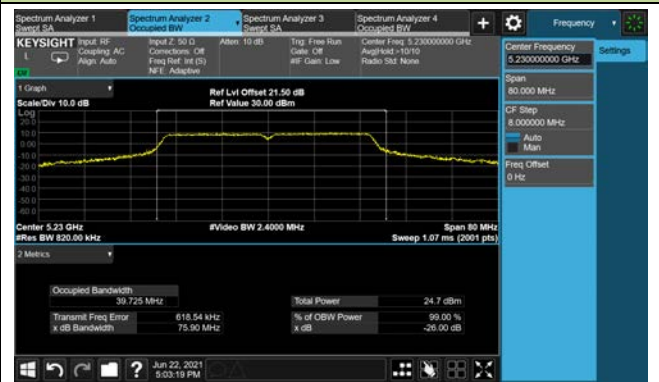 Spectrum Analyzer 1
Swept SA
Spectrum Analyzer 2
Occupied BW
Spectrum Analyzer 3
Swept SA
Spectrum Analyzer 4
Occupied BW
Frequency
KEYSIGHT
L
Input: RF
Coupling: AC
Align: Auto
Input Z: 50 Ω
Corrections: Off
Freq Ref: Int (S)
NFE: Adaptive
Atten: 10 dB
Trig: Free Run
Gate: Off
#IF Gain: Low
Center Freq: 5.230000000 GHz
Avg|Hold:>10/10
Radio Std: None
Center Frequency
5.230000000 GHz
Settings
Span
80.000 MHz
CF Step
8.000000 MHz
Auto
Man
Freq Offset
0 Hz
1 Graph
Scale/Div 10.0 dB
Ref Lvl Offset 21.50 dB
Ref Value 30.00 dBm
Log
20.0
10.0
0.00
-10.0
-20.0
-30.0
-40.0
-50.0
-60.0
Center 5.23 GHz
#Res BW 820.00 kHz
#Video BW 2.4000 MHz
Span 80 MHz
Sweep 1.07 ms (2001 pts)
2 Metrics
Occupied Bandwidth
39.725 MHz
Total Power
24.7 dBm
Transmit Freq Error
618.54 kHz
% of OBW Power
99.00 %
x dB Bandwidth
75.90 MHz
x dB
-26.00 dB
Jun 22, 2021
5:03:19 PM